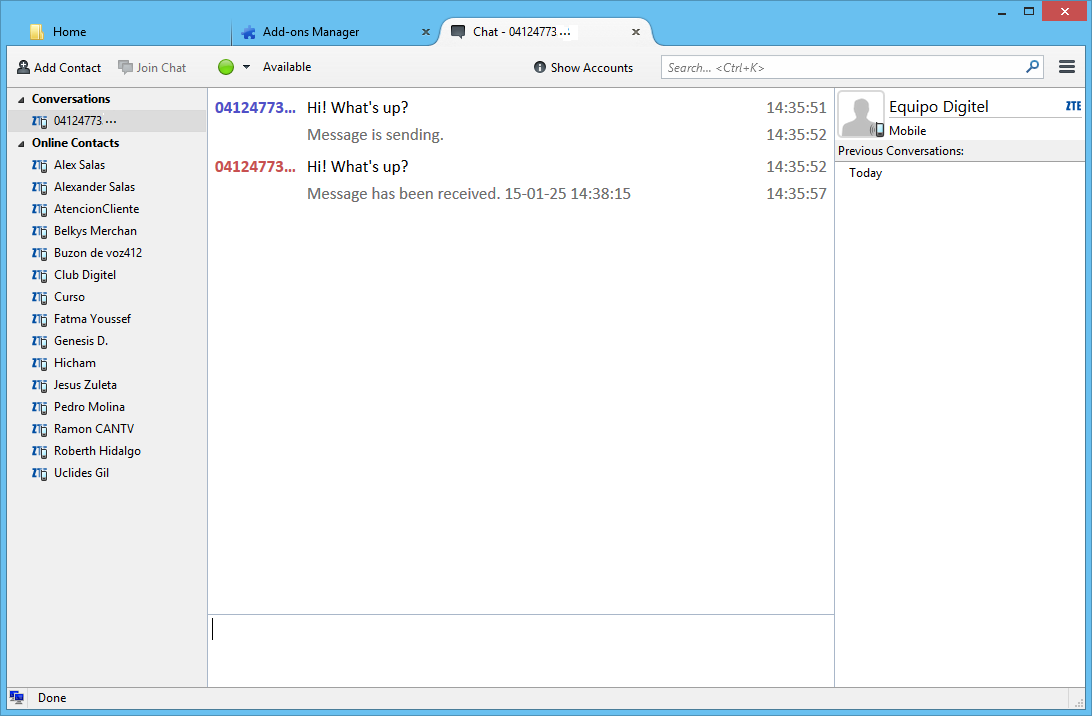 Home
Add-ons Manager
Chat - 04124773 ...
Add Contact
Join Chat
Available
Show Accounts
Search... <Ctrl+K>
Conversations
04124773 ...
Online Contacts
Alex Salas
Alexander Salas
AtencionCliente
Belkys Merchan
Buzon de voz412
Club Digitel
Curso
Fatma Youssef
Genesis D.
Hicham
Jesus Zuleta
Pedro Molina
Ramon CANTV
Roberth Hidalgo
Uclides Gil
04124773... Hi! What's up? 14:35:51
Message is sending. 14:35:52
04124773... Hi! What's up? 14:35:52
Message has been received. 15-01-25 14:38:15 14:35:57
Equipo Digitel ZTE
Mobile
Previous Conversations:
Today
Done